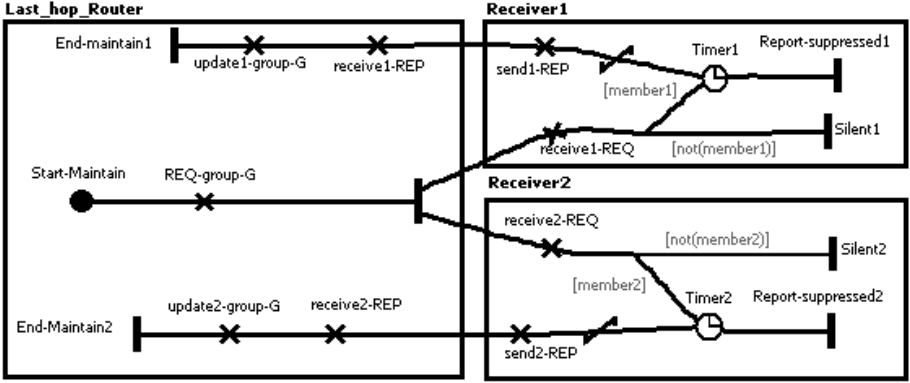 Last_hop_Router
Receiver1
End-maintain1
update1-group-G
receive1-REP
send1-REP
[member1]
Timer1
Report-suppressed1
receive1-REQ
[not(member1)]
Silent1
Start-Maintain
REQ-group-G
Receiver2
receive2-REQ
[not(member2)]
Silent2
[member2]
End-Maintain2
update2-group-G
receive2-REP
send2-REP
Timer2
Report-suppressed2